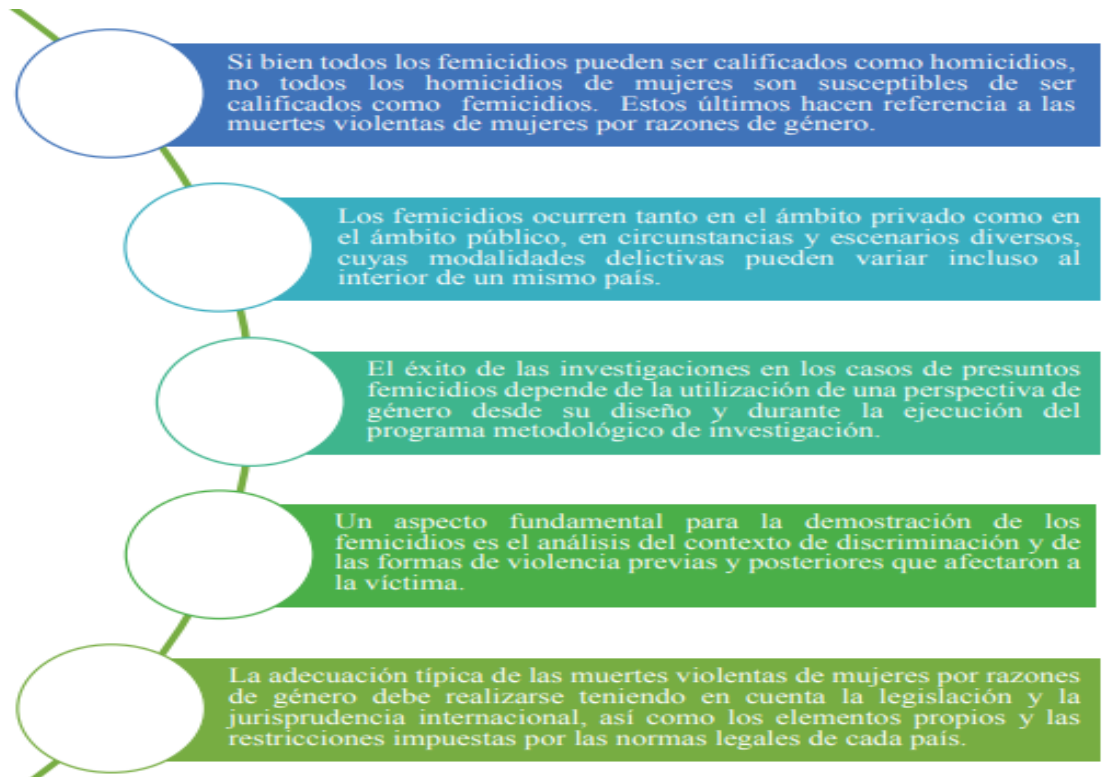 Si bien todos los femicidios pueden ser calificados como homicidios,
no todos los homicidios de mujeres son susceptibles de ser
calificados como femicidios. Estos últimos hacen referencia a las
muertes violentas de mujeres por razones de género.
Los femicidios ocurren tanto en el ámbito privado como en
el ámbito público, en circunstancias y escenarios diversos,
cuyas modalidades delictivas pueden variar incluso al
interior de un mismo país.
El éxito de las investigaciones en los casos de presuntos
femicidios depende de la utilización de una perspectiva de
género desde su diseño y durante la ejecución del
programa metodológico de investigación.
Un aspecto fundamental para la demostración de los
femicidios es el análisis del contexto de discriminación y de
las formas de violencia previas y posteriores que afectaron a
la víctima.
La adecuación típica de las muertes violentas de mujeres por razones
de género debe realizarse teniendo en cuenta la legislación y la
jurisprudencia internacional, así como los elementos propios y las
restricciones impuestas por las normas legales de cada país.